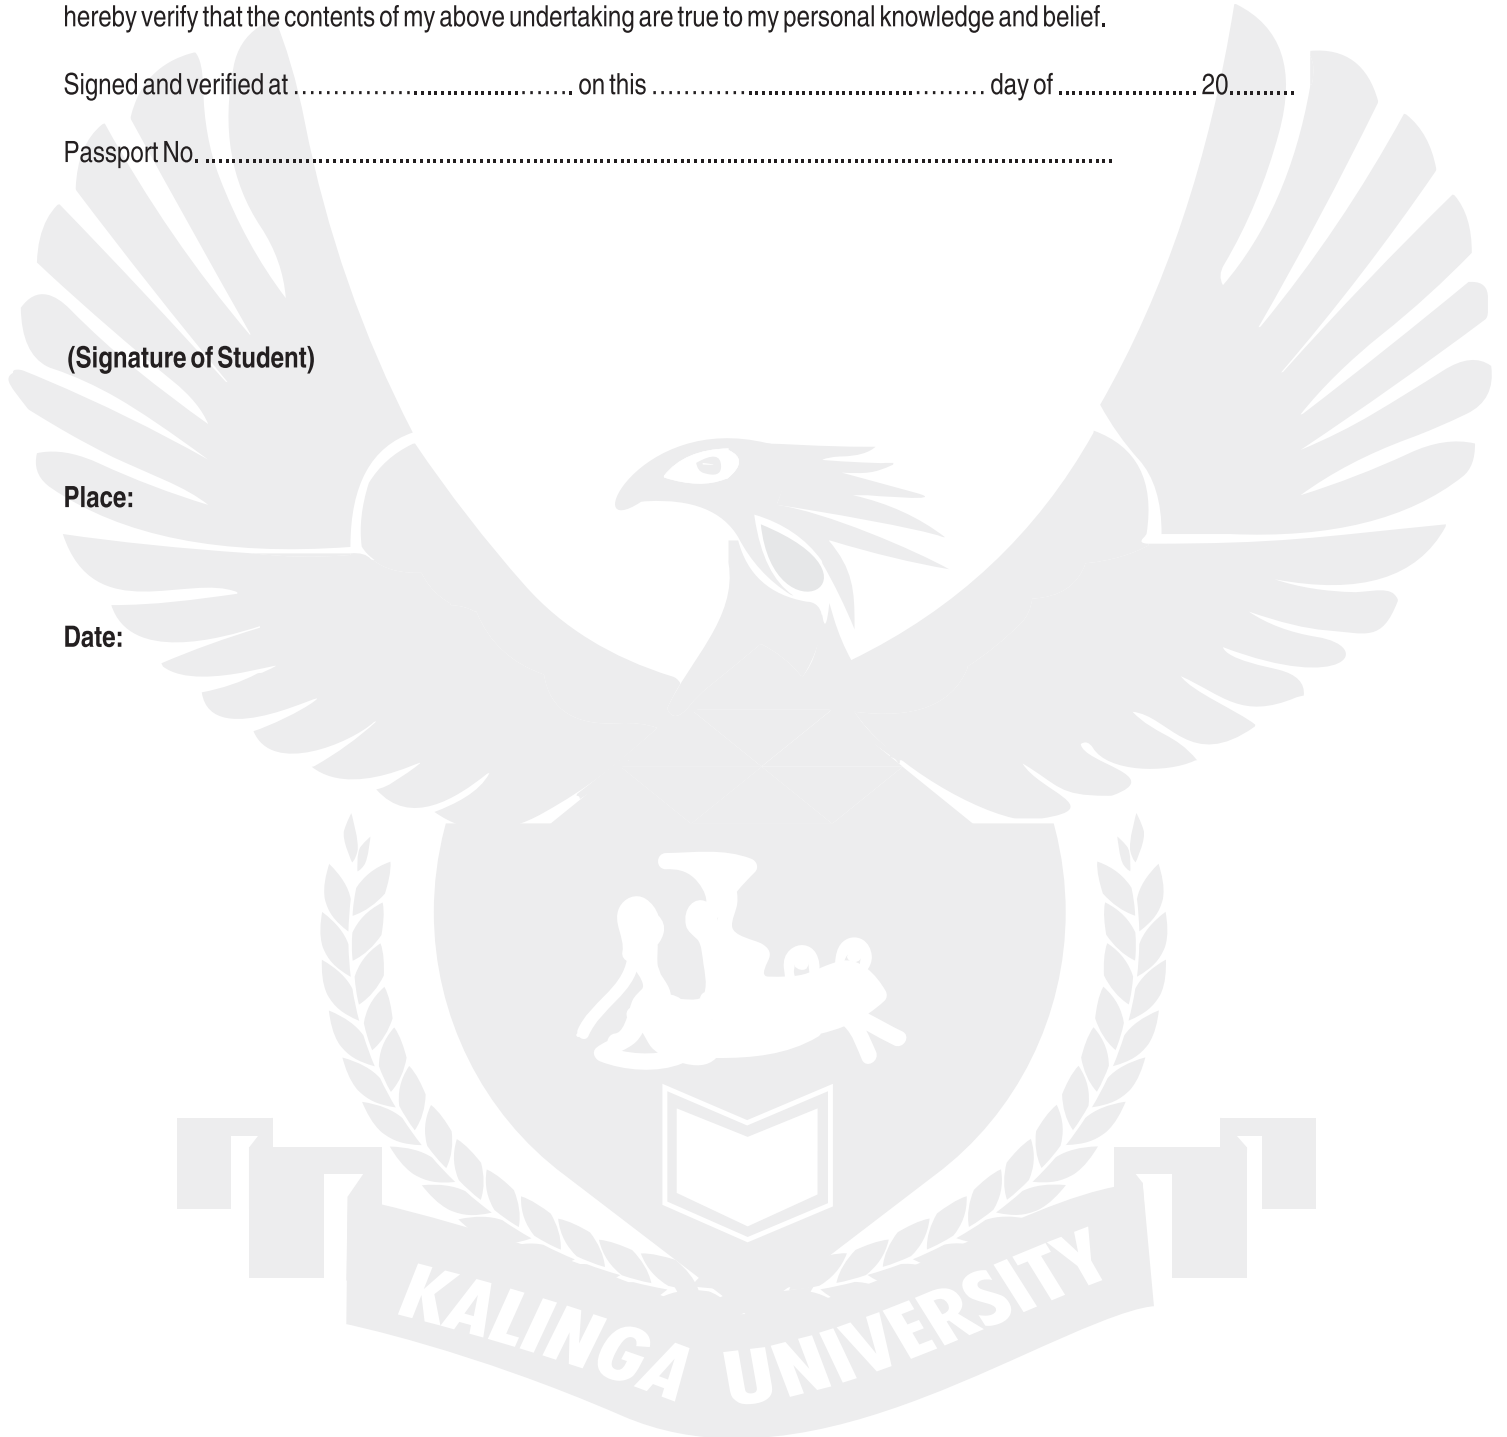 hereby verify that the contents of my above undertaking are true to my personal knowledge and belief.
Signed and verified at ............................................ on this ..................................................... day of ..................... 20..........
Passport No. ........................................................................................................................................
(Signature of Student)
Place:
Date:
KALINGA UNIVERSITY